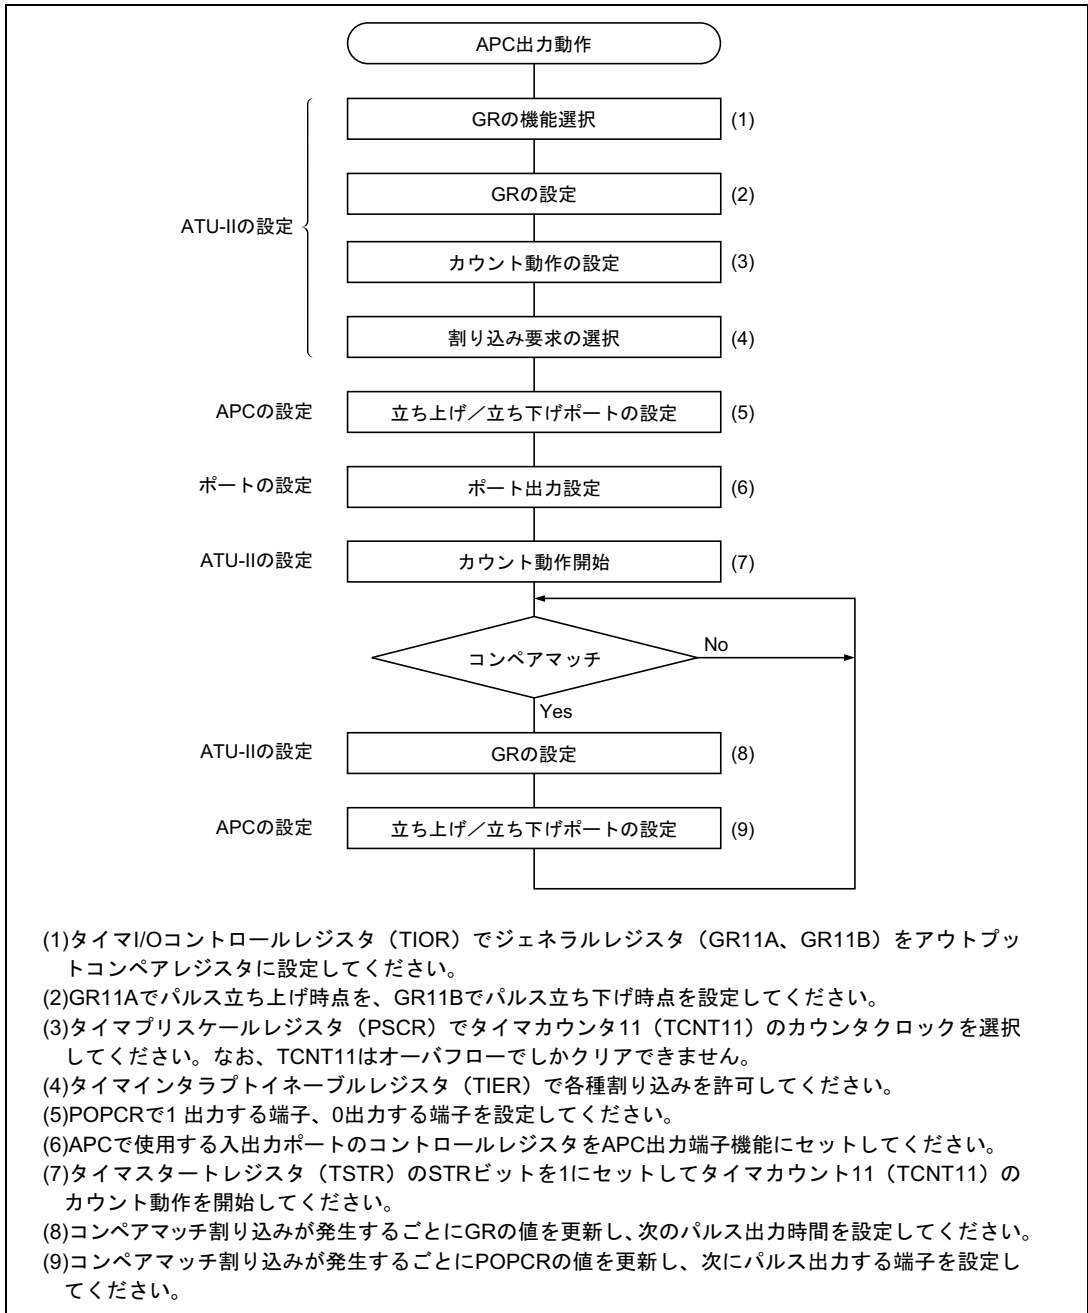 APC出力動作
GRの機能選択 (1)
GRの設定 (2)
ATU-IIの設定
カウント動作の設定 (3)
割り込み要求の選択 (4)
APCの設定 立ち上げ／立ち下げポートの設定 (5)
ポートの設定 ポート出力設定 (6)
ATU-IIの設定 カウント動作開始 (7)
コンペアマッチ No
Yes
ATU-IIの設定 GRの設定 (8)
APCの設定 立ち上げ／立ち下げポートの設定 (9)
(1)タイマI/Oコントロールレジスタ（TIOR）でジェネラルレジスタ（GR11A、GR11B）をアウトプッ
トコンペアレジスタに設定してください。
(2)GR11Aでパルス立ち上げ時点を、GR11Bでパルス立ち下げ時点を設定してください。
(3)タイマプリスケールレジスタ（PSCR）でタイマカウンタ11（TCNT11）のカウンタクロックを選択
してください。なお、TCNT11はオーバフローでしかクリアできません。
(4)タイマインタラプトイネーブルレジスタ（TIER）で各種割り込みを許可してください。
(5)POPCRで1 出力する端子、0出力する端子を設定してください。
(6)APCで使用する入出力ポートのコントロールレジスタをAPC出力端子機能にセットしてください。
(7)タイマスタートレジスタ（TSTR）のSTRビットを1にセットしてタイマカウント11（TCNT11）の
カウント動作を開始してください。
(8)コンペアマッチ割り込みが発生するごとにGRの値を更新し、次のパルス出力時間を設定してください。
(9)コンペアマッチ割り込みが発生するごとにPOPCRの値を更新し、次にパルス出力する端子を設定し
てください。